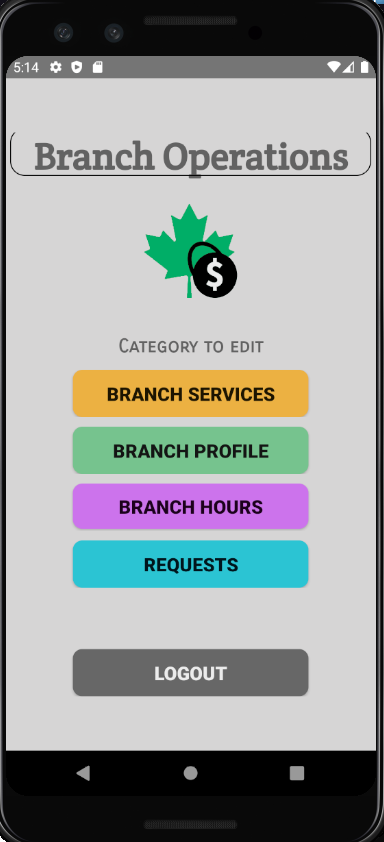 5:14
Branch Operations
$
Category to edit
BRANCH SERVICES
BRANCH PROFILE
BRANCH HOURS
REQUESTS
LOGOUT